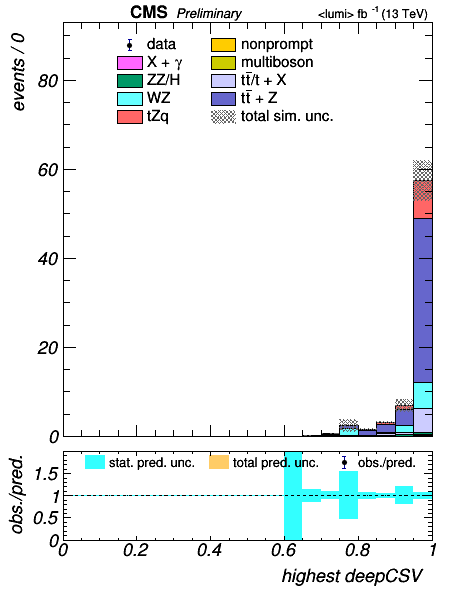 CMS Preliminary <lumi> fb⁻¹ (13 TeV)
events / 0
data nonprompt
X + γ multiboson
ZZ/H tt̄/t + X
WZ tt̄ + Z
tZq total sim. unc.
80
60
40
20
0
obs./pred.
stat. pred. unc. total pred. unc. obs./pred.
1.5
1
0.5
0
0 0.2 0.4 0.6 0.8 1
highest deepCSV